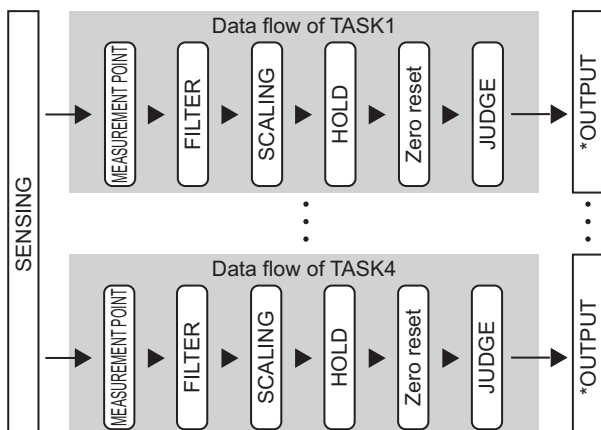 SENSING
Data flow of TASK1
MEASUREMENT POINT
FILTER
SCALING
HOLD
Zero reset
JUDGE
*OUTPUT
Data flow of TASK4
MEASUREMENT POINT
FILTER
SCALING
HOLD
Zero reset
JUDGE
*OUTPUT